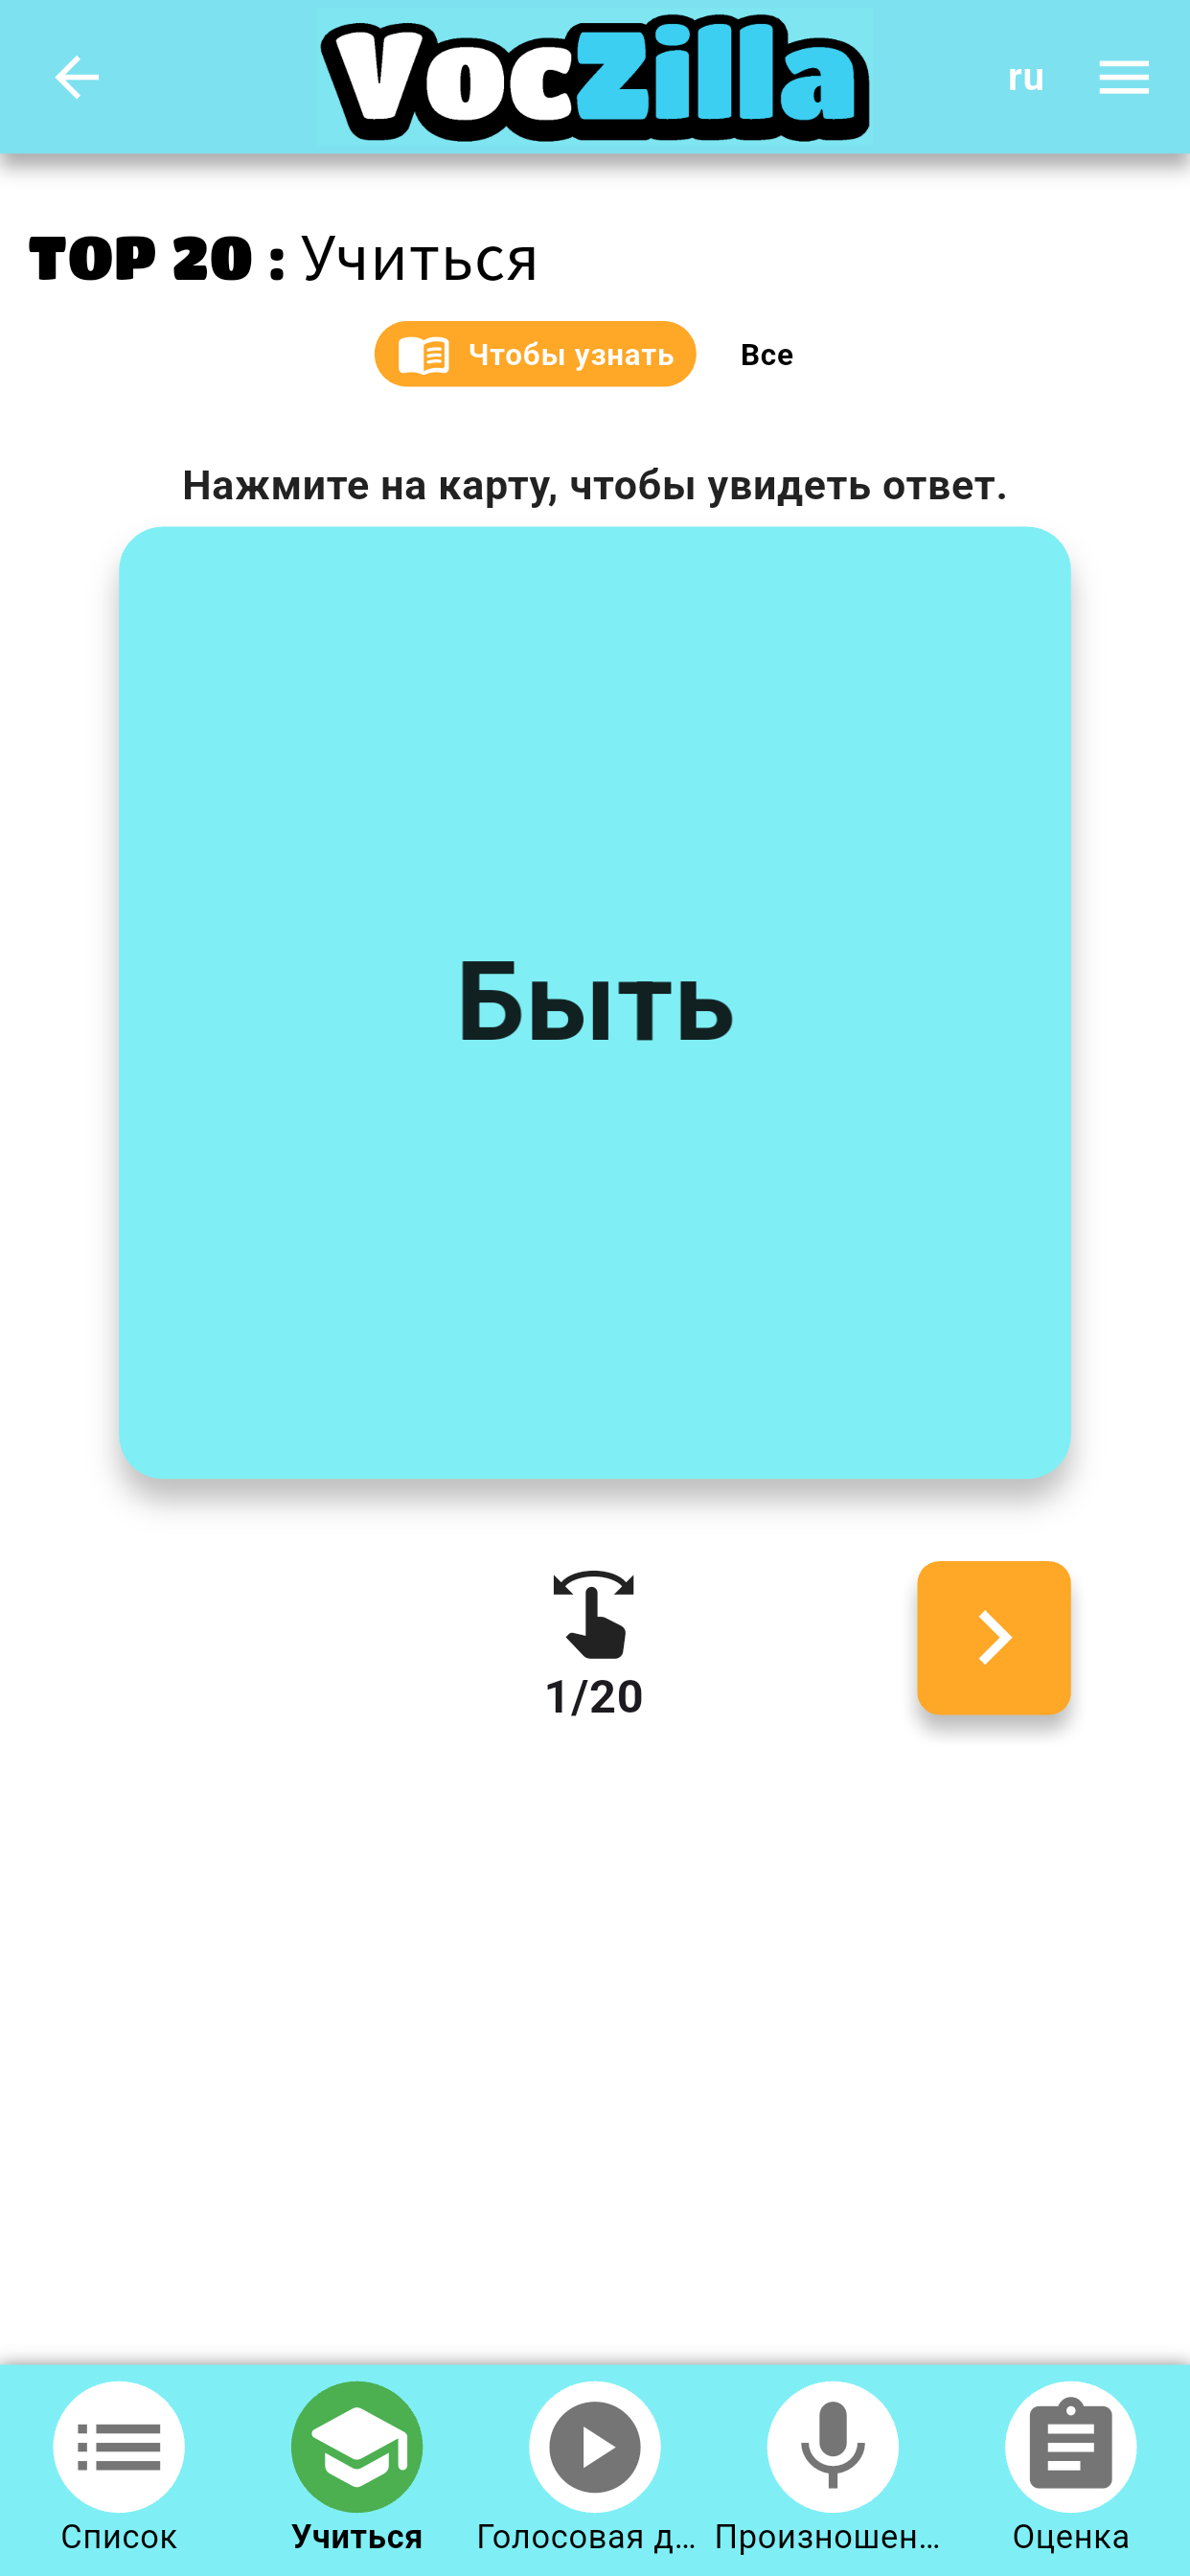 VocZilla
ru
TOP 20 : Учиться
Чтобы узнать
Все
Нажмите на карту, чтобы увидеть ответ.
Быть
1/20
Список
Учиться
Голосовая д...
Произношен...
Оценка